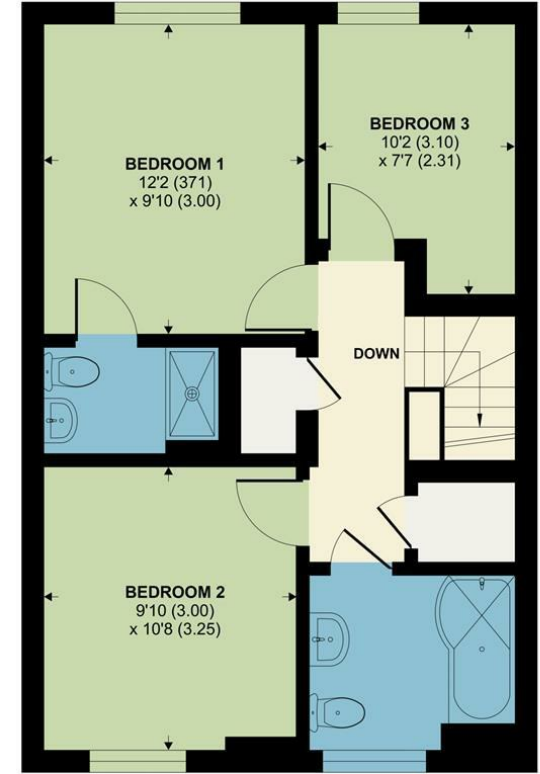 BEDROOM 1
12'2 (371)
x 9'10 (3.00)
BEDROOM 3
10'2 (3.10)
x 7'7 (2.31)
DOWN
BEDROOM 2
9'10 (3.00)
x 10'8 (3.25)